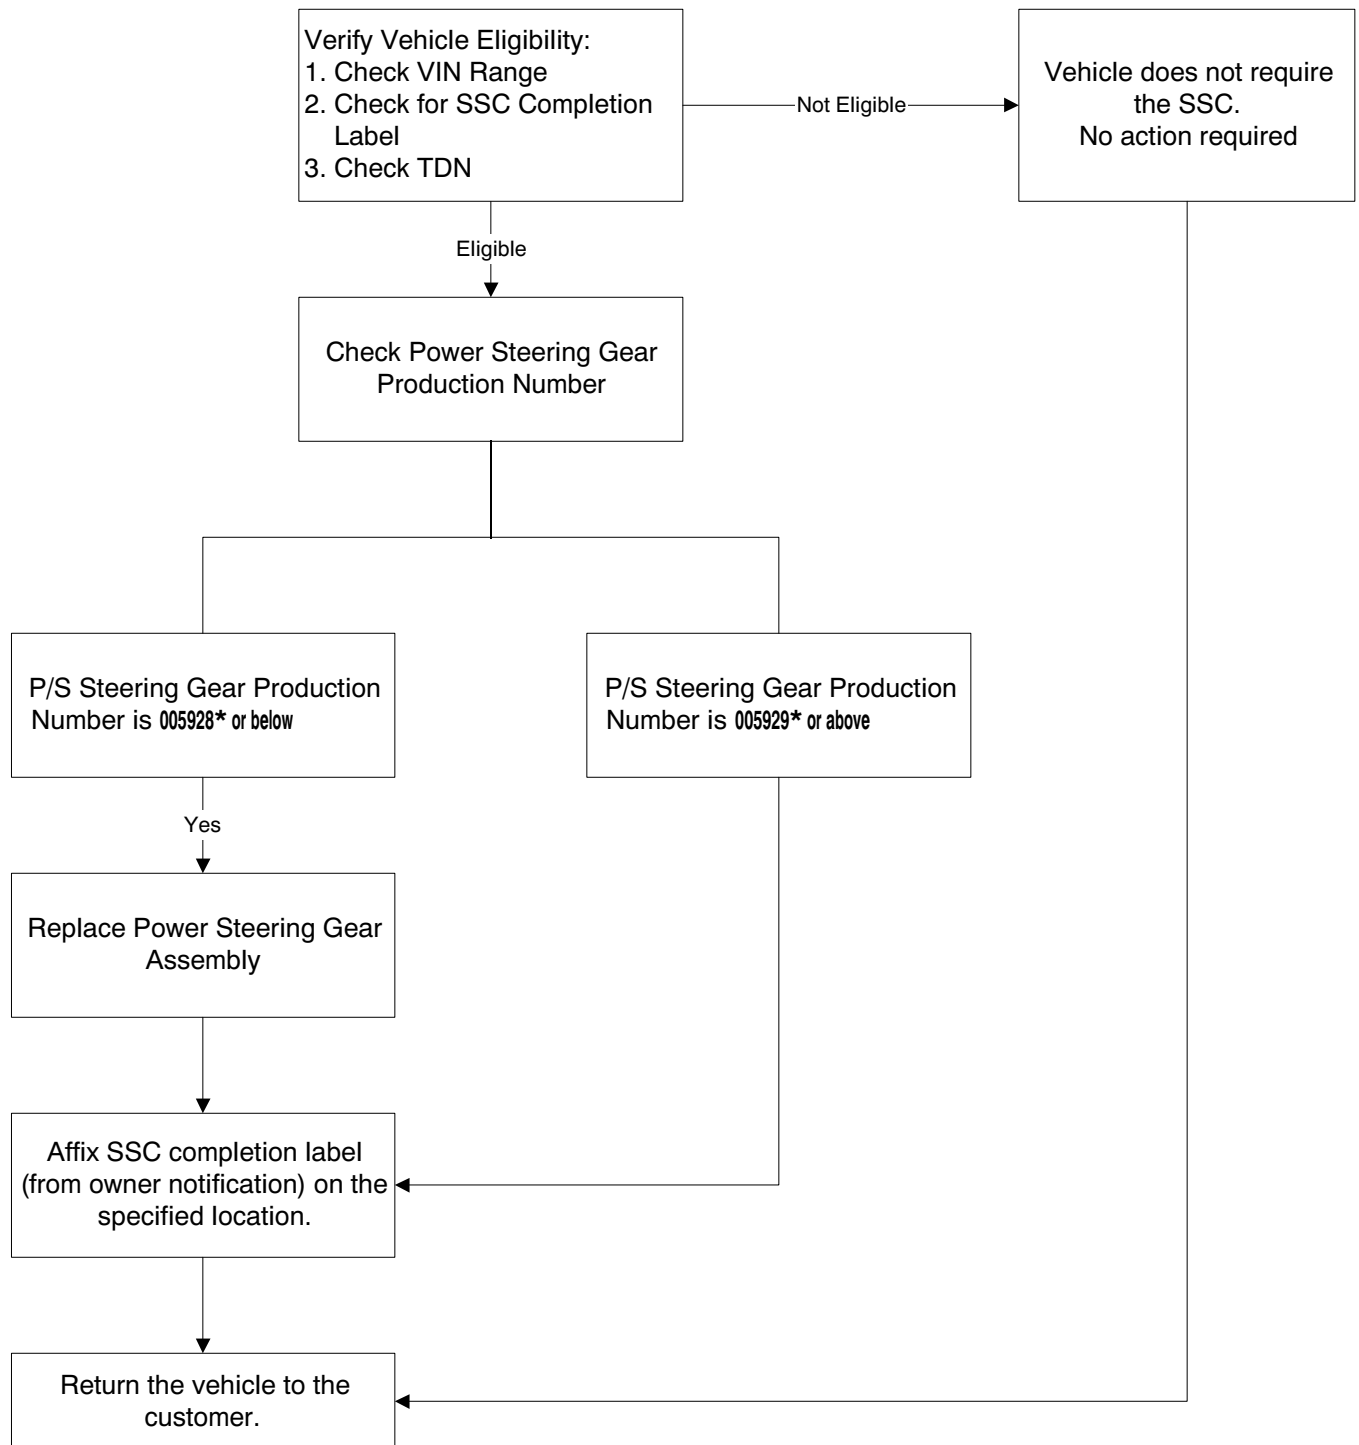 Verify Vehicle Eligibility:
1. Check VIN Range
2. Check for SSC Completion
Label
3. Check TDN
Not Eligible
Vehicle does not require
the SSC.
No action required
Eligible
Check Power Steering Gear
Production Number
P/S Steering Gear Production
Number is 005928* or below
P/S Steering Gear Production
Number is 005929* or above
Yes
Replace Power Steering Gear
Assembly
Affix SSC completion label
(from owner notification) on the
specified location.
Return the vehicle to the
customer.